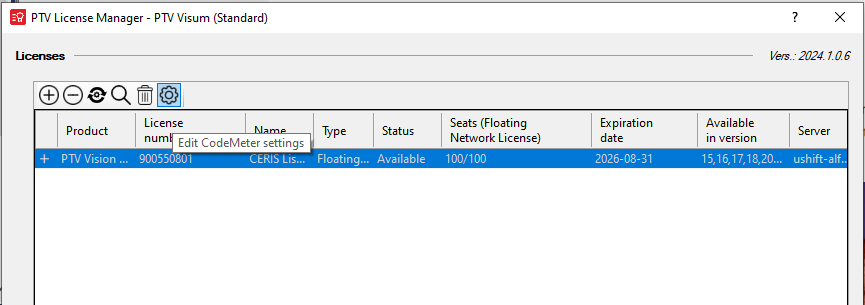 PTV License Manager - PTV Visum (Standard)
?
Licenses
Vers.: 2024.1.0.6
Product
License
num
Name
Type
Status
Seats (Floating
Network License)
Expiration
date
Available
in version
Server
Edit CodeMeter settings
+ PTV Vision ... 900550801 CERIS Lis... Floating... Available 100/100 2026-08-31 15,16,17,18,20... ushift-alf...